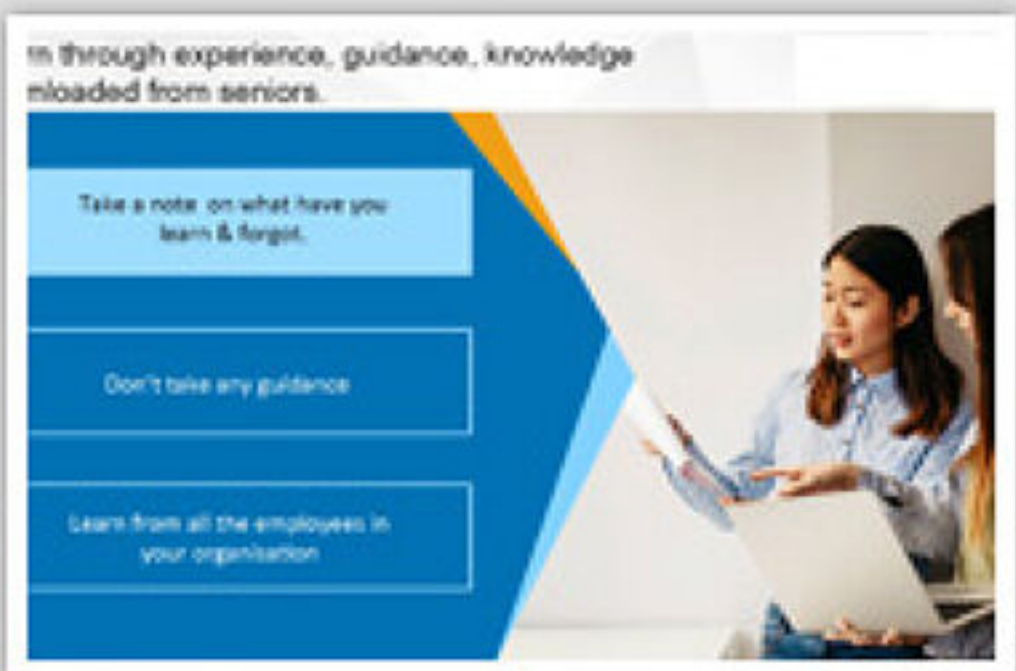 rn through experience, guidance, knowledge
nloaded from seniors.
Take a note on what have you
learn & forgot.
Don't take any guidance
Learn from all the employees in
your organisation